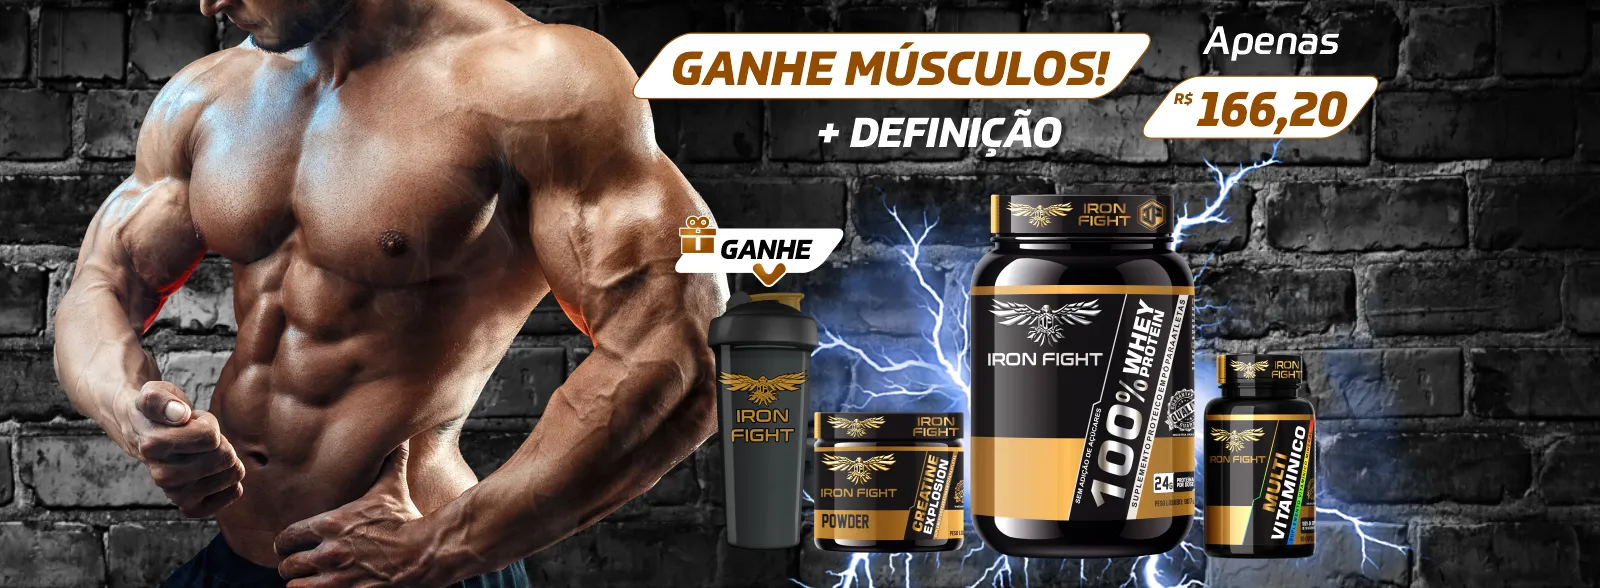 GANHE MÚSCULOS!
+ DEFINIÇÃO
Apenas
R$ 166,20
GANHE
IRON
FIGHT
IRON
FIGHT
IRON FIGHT
CREATINE
EXPLOSION
POWDER
IRON
FIGHT
IRON FIGHT
SEM ADIÇÃO DE AÇÚCARES
100% WHEY
PROTEIN
SUPLEMENTO PROTEICO EM PÓ PARA ATLETAS
24g
IRON
FIGHT
IRON FIGHT
MULTI
VITAMINICO